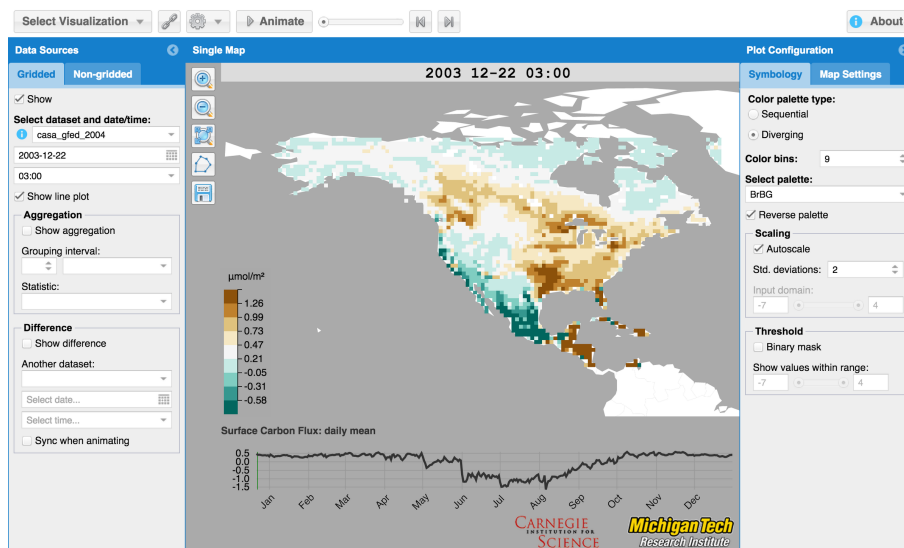 Select Visualization
Animate
About
Data Sources
Single Map
Plot Configuration
Gridded
Non-gridded
2003 12-22 03:00
Symbology
Map Settings
Show
Select dataset and date/time:
casa_gfed_2004
2003-12-22
03:00
Show line plot
Aggregation
Show aggregation
Grouping interval:
Statistic:
Difference
Show difference
Another dataset:
Select date...
Select time...
Sync when animating
µmol/m²
1.26
0.99
0.73
0.47
0.21
-0.05
-0.31
-0.58
Surface Carbon Flux: daily mean
0.5
0.0
-0.5
-1.0
-1.5
Jan
Feb
Mar
Apr
May
Jun
Jul
Aug
Sep
Oct
Nov
Dec
CARNEGIE
INSTITUTION FOR
SCIENCE
MichiganTech
Research Institute
Color palette type:
Sequential
Diverging
Color bins:
9
Select palette:
BrBG
Reverse palette
Scaling
Autoscale
Std. deviations:
2
Input domain:
-7
4
Threshold
Binary mask
Show values within range:
-7
4